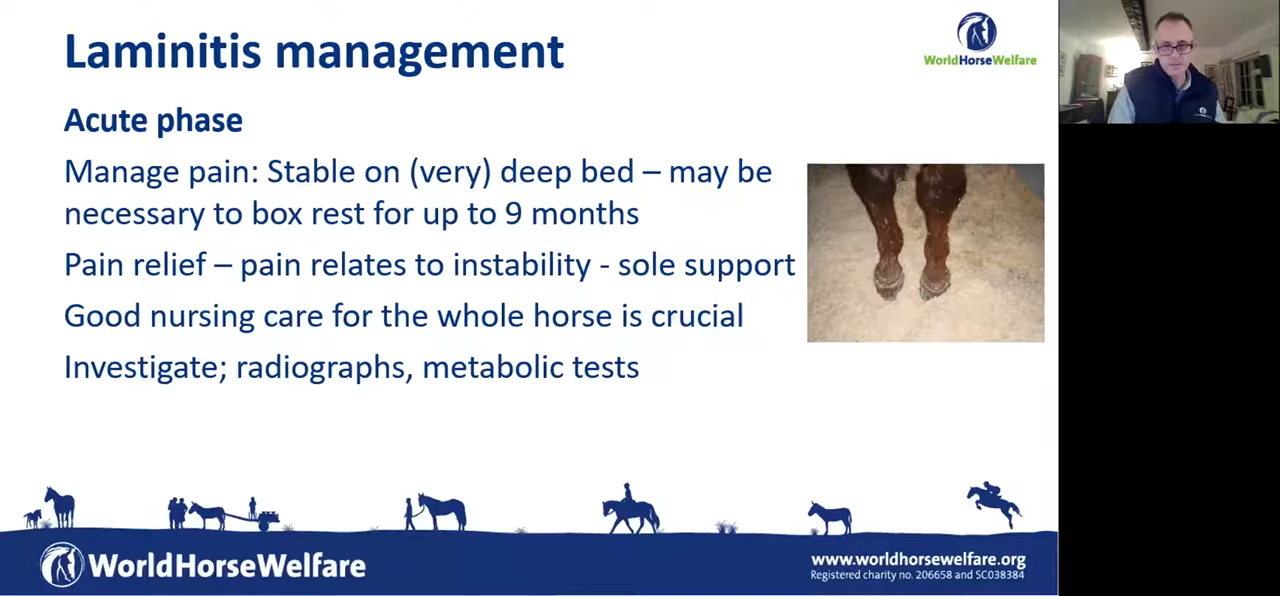 Laminitis management
WorldHorseWelfare
Acute phase
Manage pain: Stable on (very) deep bed – may be
necessary to box rest for up to 9 months
Pain relief – pain relates to instability - sole support
Good nursing care for the whole horse is crucial
Investigate; radiographs, metabolic tests
WorldHorseWelfare
www.worldhorsewelfare.org
Registered charity no. 206658 and SC038384